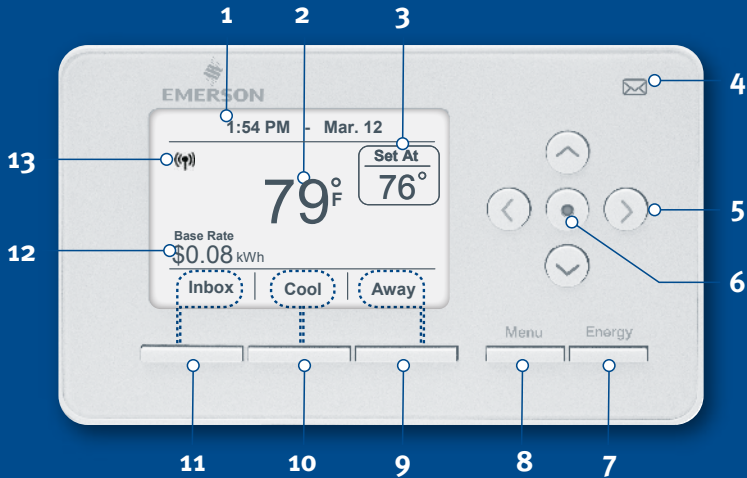 1 2 3
4
EMERSON
1:54 PM - Mar. 12
13
Set At
79°F 76°
5
Base Rate
12
$0.08 kWh
6
Inbox Cool Away
Menu Energy
11 10 9 8 7